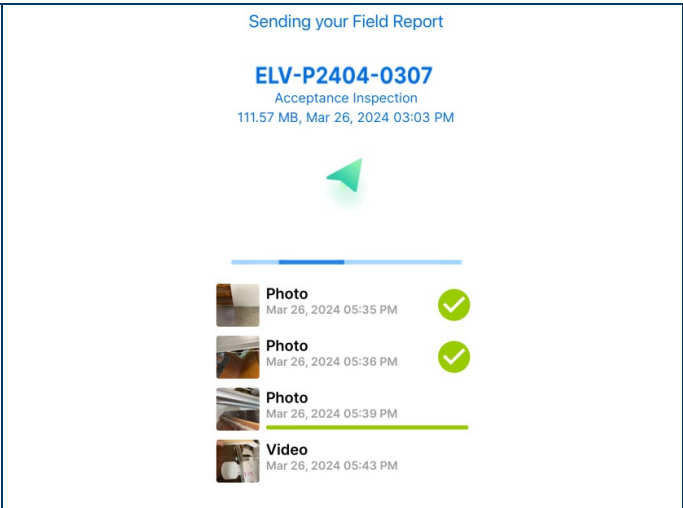 Sending your Field Report
ELV-P2404-0307
Acceptance Inspection
111.57 MB, Mar 26, 2024 03:03 PM
Photo
Mar 26, 2024 05:35 PM
Photo
Mar 26, 2024 05:36 PM
Photo
Mar 26, 2024 05:39 PM
Video
Mar 26, 2024 05:43 PM